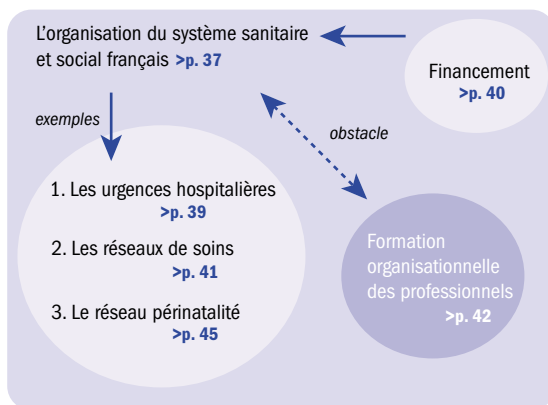 L'organisation du système sanitaire
et social français >p. 37
Financement
>p. 40
exemples
obstacle
1. Les urgences hospitalières
>p. 39
2. Les réseaux de soins
>p. 41
3. Le réseau périnatalité
>p. 45
Formation
organisationnelle
des professionnels
>p. 42